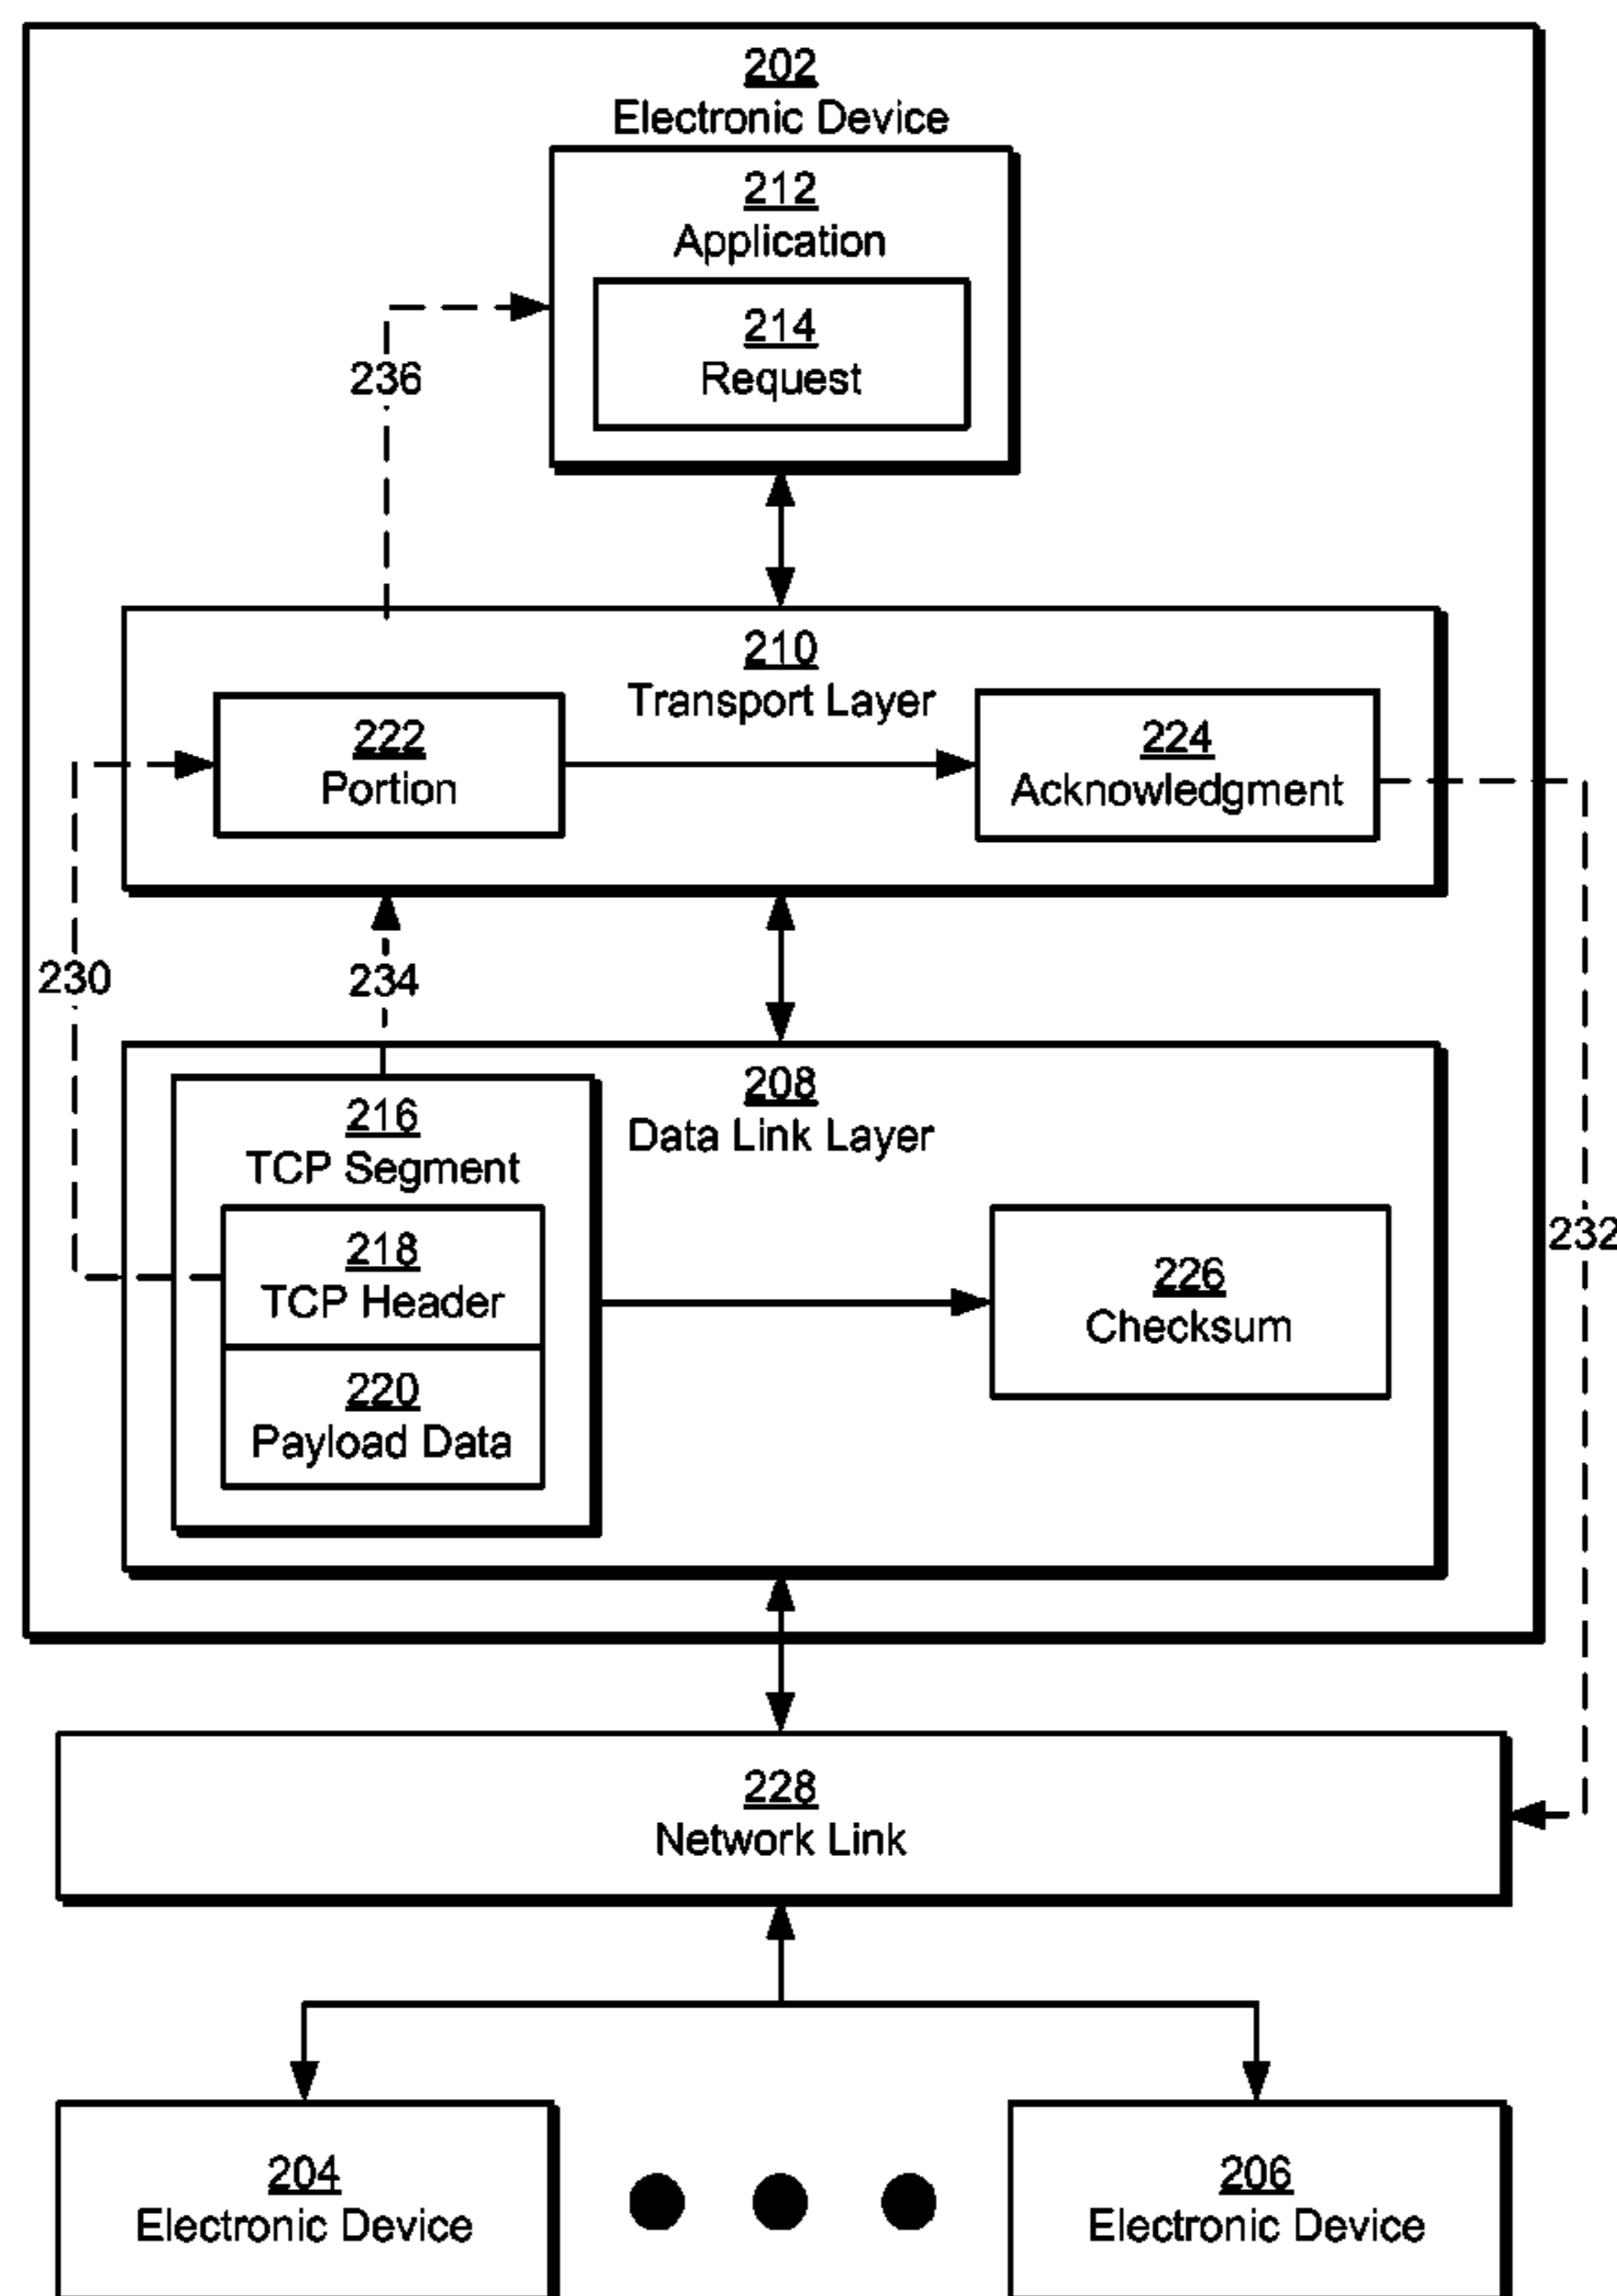 202
Electronic Device
212
Application
214
Request
236
210
Transport Layer
222
Portion
224
Acknowledgment
230
234
208
Data Link Layer
216
TCP Segment
218
TCP Header
220
Payload Data
226
Checksum
232
228
Network Link
204
Electronic Device
206
Electronic Device